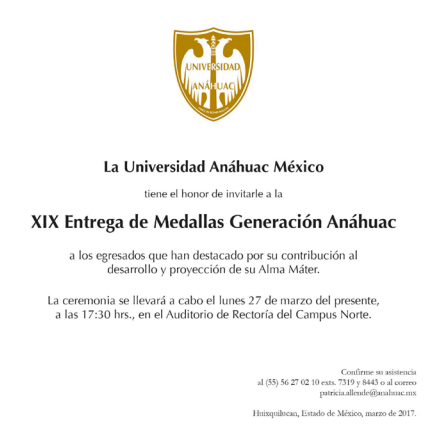 UNIVERSIDAD
ANÁHUAC
La Universidad Anáhuac México
tiene el honor de invitarle a la
XIX Entrega de Medallas Generación Anáhuac
a los egresados que han destacado por su contribución al
desarrollo y proyección de su Alma Máter.
La ceremonia se llevará a cabo el lunes 27 de marzo del presente,
a las 17:30 hrs., en el Auditorio de Rectoría del Campus Norte.
Confirme su asistencia
al (55) 56 27 02 10 exts. 7319 y 8443 o al correo
patricia.allende@anahuac.mx
Huixquilucan, Estado de México, marzo de 2017.